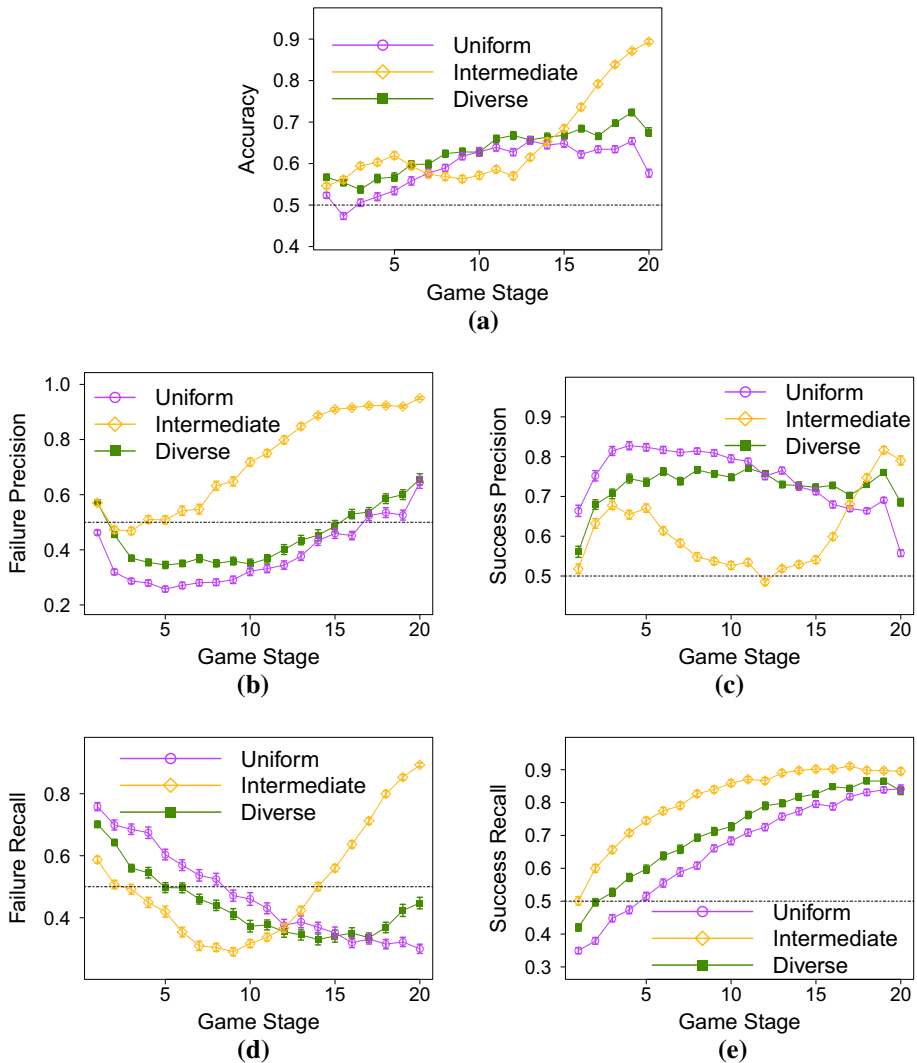 0.9
0.8
0.7
0.6
0.5
0.4
Accuracy
Uniform
Intermediate
Diverse
5 10 15 20
Game Stage
(a)
1.0
0.8
0.6
0.4
0.2
Failure Precision
Uniform
Intermediate
Diverse
5 10 15 20
Game Stage
(b)
0.9
0.8
0.7
0.6
0.5
Success Precision
Uniform
Intermediate
Diverse
5 10 15 20
Game Stage
(c)
0.8
0.6
0.4
Failure Recall
Uniform
Intermediate
Diverse
5 10 15 20
Game Stage
(d)
0.9
0.8
0.7
0.6
0.5
0.4
0.3
Success Recall
Uniform
Intermediate
Diverse
5 10 15 20
Game Stage
(e)